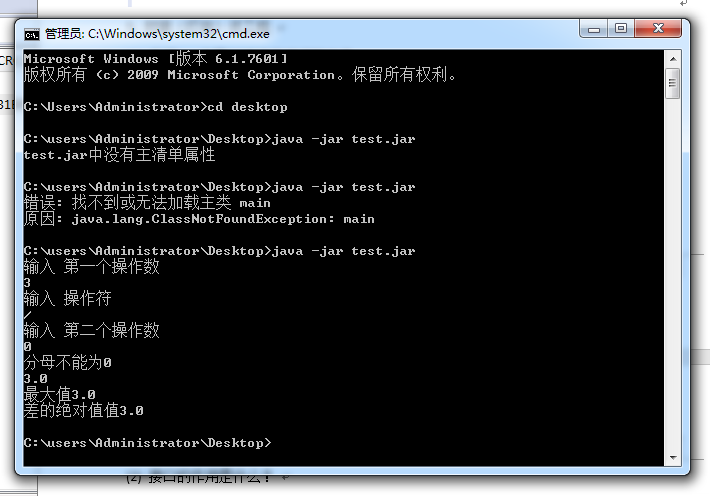 管理员: C:\Windows\system32\cmd.exe
Microsoft Windows [版本 6.1.7601]
版权所有 (c) 2009 Microsoft Corporation。保留所有权利。
C:\Users\Administrator>cd desktop
C:\users\Administrator\Desktop>java -jar test.jar
test.jar中没有主清单属性
C:\users\Administrator\Desktop>java -jar test.jar
错误: 找不到或无法加载主类 main
原因: java.lang.ClassNotFoundException: main
C:\users\Administrator\Desktop>java -jar test.jar
输入 第一个操作数
3
输入 操作符
/
输入 第二个操作数
0
分母不能为0
3.0
最大值3.0
差的绝对值值3.0
C:\users\Administrator\Desktop>
(2) 接口的作用是什么？